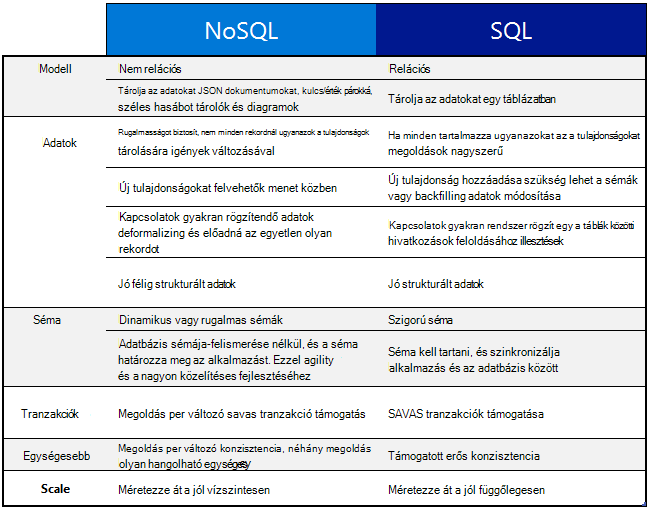 NoSQL SQL
Modell Nem relációs Relációs
Tárolja az adatokat JSON dokumentumokat, kulcs/érték párokká,
széles hasábot tárolók és diagramok
Tárolja az adatokat egy táblázatban
Adatok
Rugalmasságot biztosít, nem minden rekordnál ugyanazok a tulajdonságok
tárolására igények változásával
Ha minden tartalmazza ugyanazokat az a tulajdonságokat
megoldások nagyszerű
Új tulajdonságokat felvehetők menet közben
Új tulajdonság hozzáadása szükség lehet a sémák
vagy backfilling adatok módosítása
Kapcsolatok gyakran rögzítendő adatok
deformalizing és előadná az egyetlen olyan
rekordot
Kapcsolatok gyakran rendszer rögzít egy a táblák közötti
hivatkozások feloldásához illesztések
Jó félig strukturált adatok
Jó strukturált adatok
Séma Dinamikus vagy rugalmas sémák Szigorú séma
Adatbázis sémája-felismerése nélkül, és a séma
határozza meg az alkalmazást. Ezzel agility
és a nagyon közelítéses fejlesztéséhez
Séma kell tartani, és szinkronizálja
alkalmazás és az adatbázis között
Tranzakciók Megoldás per változó savas tranzakció támogatás SAVAS tranzakciók támogatása
Egységesebb
Megoldás per változó konzisztencia, néhány megoldás
olyan hangolható
Támogatott erős konzisztencia
Scale Méretezze át a jól vízszintesen Méretezze át a jól függőlegesen